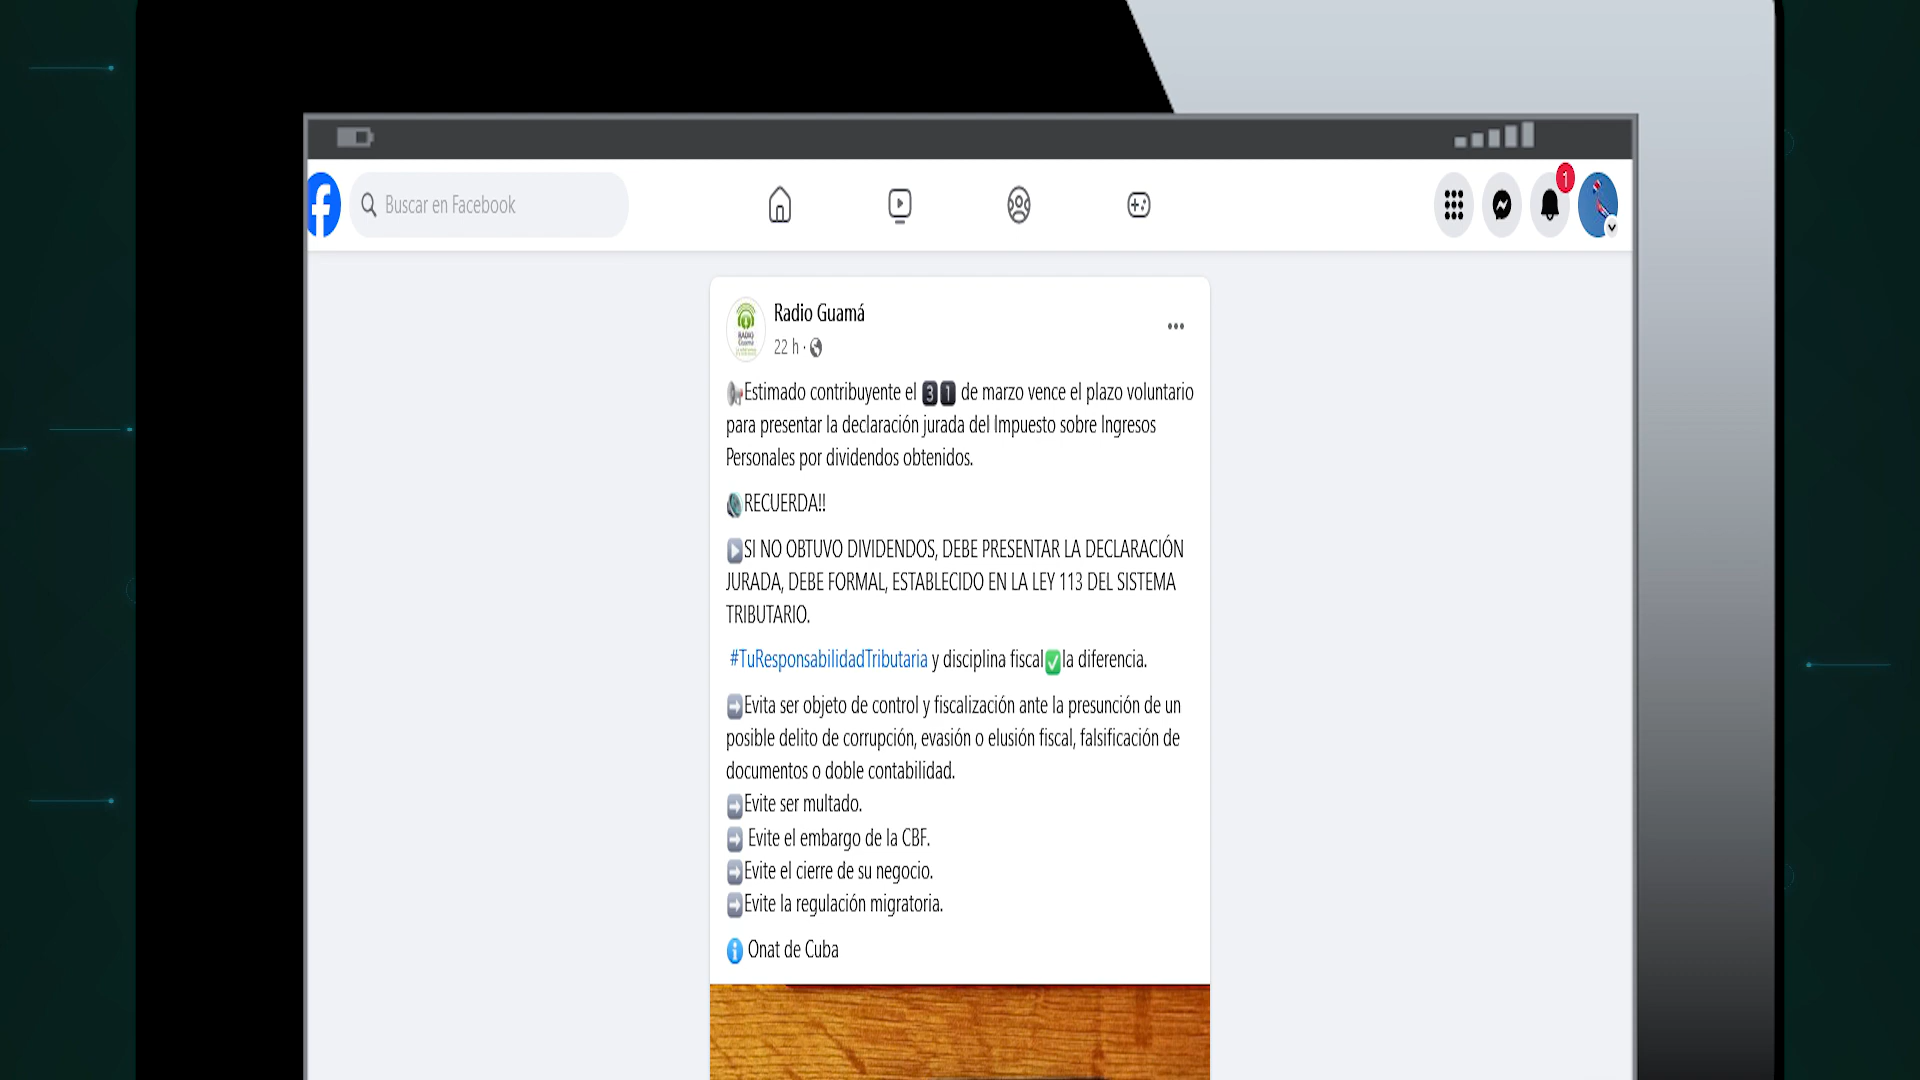 Buscar en Facebook
1
Radio Guamá
22 h ·
Estimado contribuyente el 31 de marzo vence el plazo voluntario
para presentar la declaración jurada del Impuesto sobre Ingresos
Personales por dividendos obtenidos.
RECUERDA!!
SI NO OBTUVO DIVIDENDOS, DEBE PRESENTAR LA DECLARACIÓN
JURADA, DEBE FORMAL, ESTABLECIDO EN LA LEY 113 DEL SISTEMA
TRIBUTARIO.
#TuResponsabilidadTributaria y disciplina fiscal✅la diferencia.
Evita ser objeto de control y fiscalización ante la presunción de un
posible delito de corrupción, evasión o elusión fiscal, falsificación de
documentos o doble contabilidad.
Evite ser multado.
Evite el embargo de la CBF.
Evite el cierre de su negocio.
Evite la regulación migratoria.
Onat de Cuba